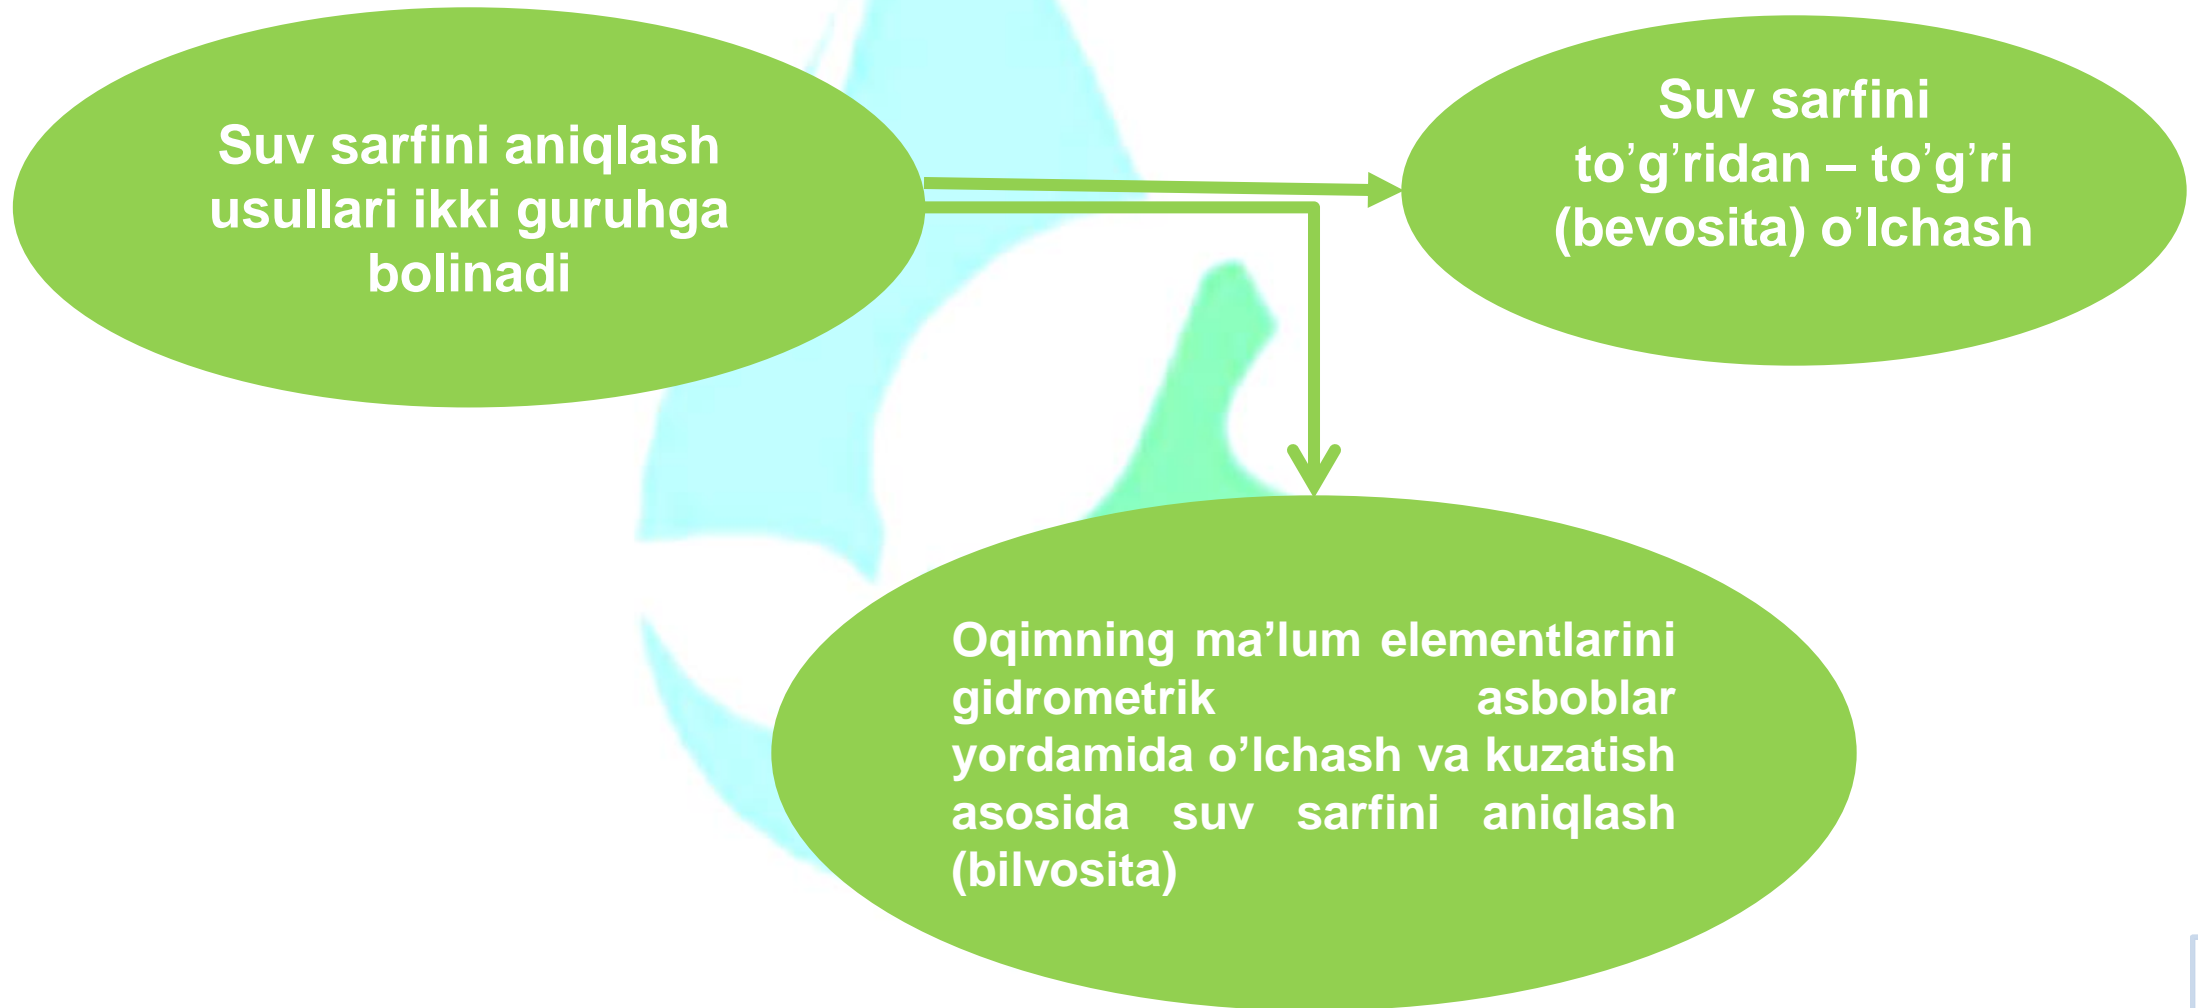 Suv sarfini aniqlash
usullari ikki guruhga
bolinadi
Suv sarfini
to’g’ridan – to’g’ri
(bevosita) o’lchash
Oqimning ma’lum elementlarini
gidrometrik asboblar
yordamida o’lchash va kuzatish
asosida suv sarfini aniqlash
(bilvosita)